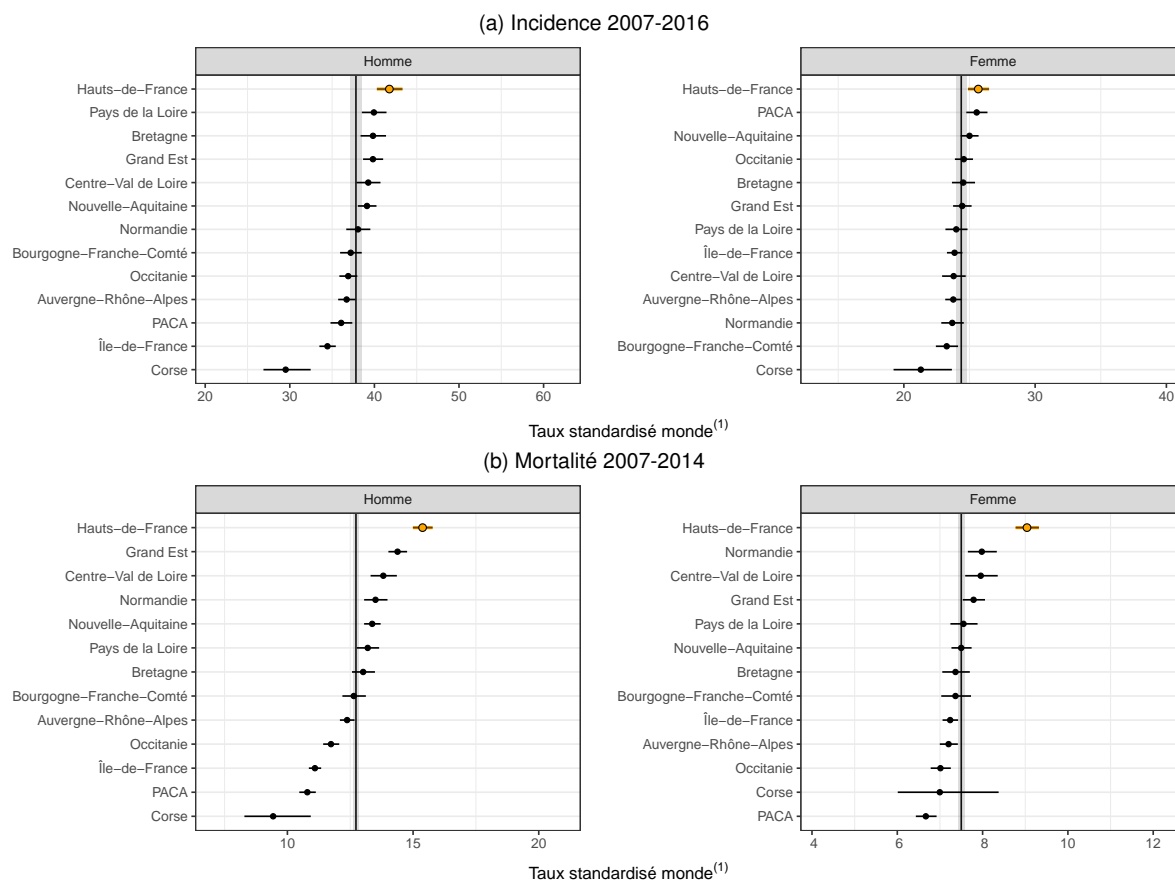 (a) Incidence 2007-2016
Homme
Hauts−de−France
Pays de la Loire
Bretagne
Grand Est
Centre−Val de Loire
Nouvelle−Aquitaine
Normandie
Bourgogne−Franche−Comté
Occitanie
Auvergne−Rhône−Alpes
PACA
Île−de−France
Corse
20 30 40 50 60
Femme
Hauts−de−France
PACA
Nouvelle−Aquitaine
Occitanie
Bretagne
Grand Est
Pays de la Loire
Île−de−France
Centre−Val de Loire
Auvergne−Rhône−Alpes
Normandie
Bourgogne−Franche−Comté
Corse
20 30 40
Taux standardisé monde(1)
(b) Mortalité 2007-2014
Homme
Hauts−de−France
Grand Est
Centre−Val de Loire
Normandie
Nouvelle−Aquitaine
Pays de la Loire
Bretagne
Bourgogne−Franche−Comté
Auvergne−Rhône−Alpes
Occitanie
Île−de−France
PACA
Corse
10 15 20
Femme
Hauts−de−France
Normandie
Centre−Val de Loire
Grand Est
Pays de la Loire
Nouvelle−Aquitaine
Bretagne
Bourgogne−Franche−Comté
Île−de−France
Auvergne−Rhône−Alpes
Occitanie
Corse
PACA
4 6 8 10 12
Taux standardisé monde(1)